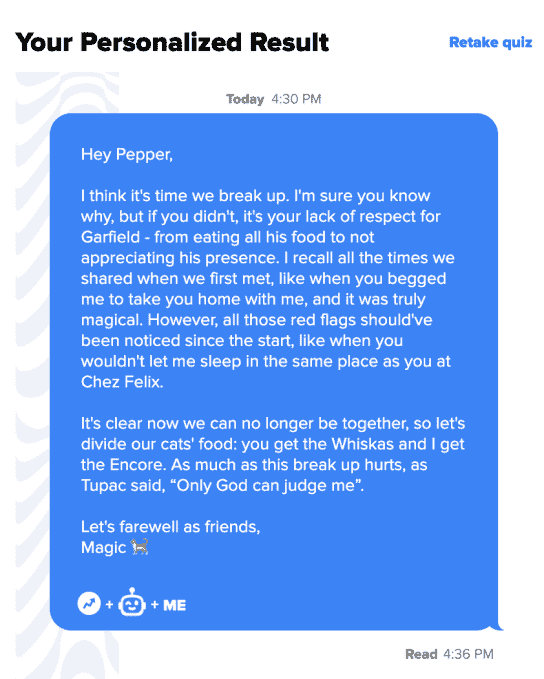 Your Personalized Result
Retake quiz
Today 4:30 PM
Hey Pepper,
I think it's time we break up. I'm sure you know
why, but if you didn't, it's your lack of respect for
Garfield - from eating all his food to not
appreciating his presence. I recall all the times we
shared when we first met, like when you begged
me to take you home with me, and it was truly
magical. However, all those red flags should've
been noticed since the start, like when you
wouldn't let me sleep in the same place as you at
Chez Felix.
It's clear now we can no longer be together, so let's
divide our cats' food: you get the Whiskas and I get
the Encore. As much as this break up hurts, as
Tupac said, “Only God can judge me”.
Let's farewell as friends,
Magic 🐈
+ + ME
Read 4:36 PM